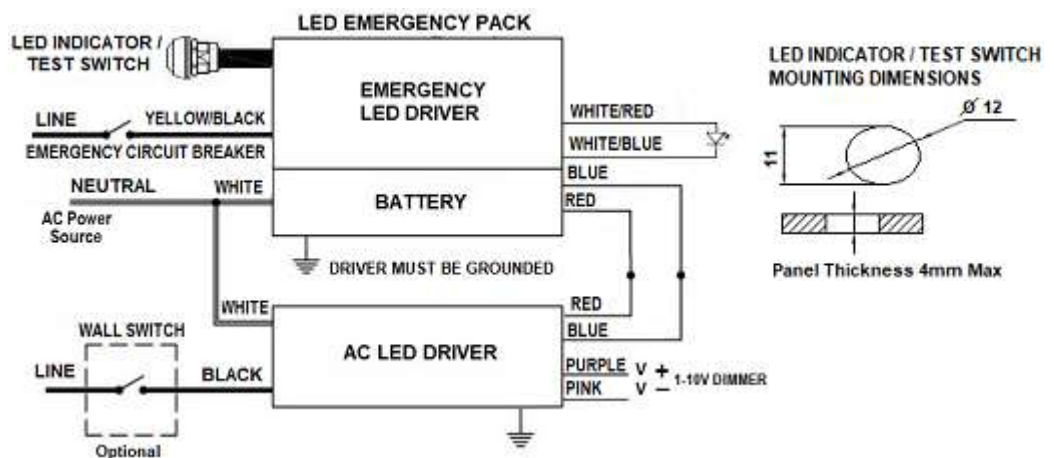 LED EMERGENCY PACK
LED INDICATOR /
TEST SWITCH
EMERGENCY
LED DRIVER
LINE
YELLOW/BLACK
EMERGENCY CIRCUIT BREAKER
WHITE/RED
WHITE/BLUE
NEUTRAL
WHITE
AC Power
Source
BATTERY
BLUE
RED
DRIVER MUST BE GROUNDED
WHITE
WALL SWITCH
LINE
BLACK
Optional
AC LED DRIVER
RED
BLUE
PURPLE V +
PINK V −
1-10V DIMMER
LED INDICATOR / TEST SWITCH
MOUNTING DIMENSIONS
Ø 12
11
Panel Thickness 4mm Max